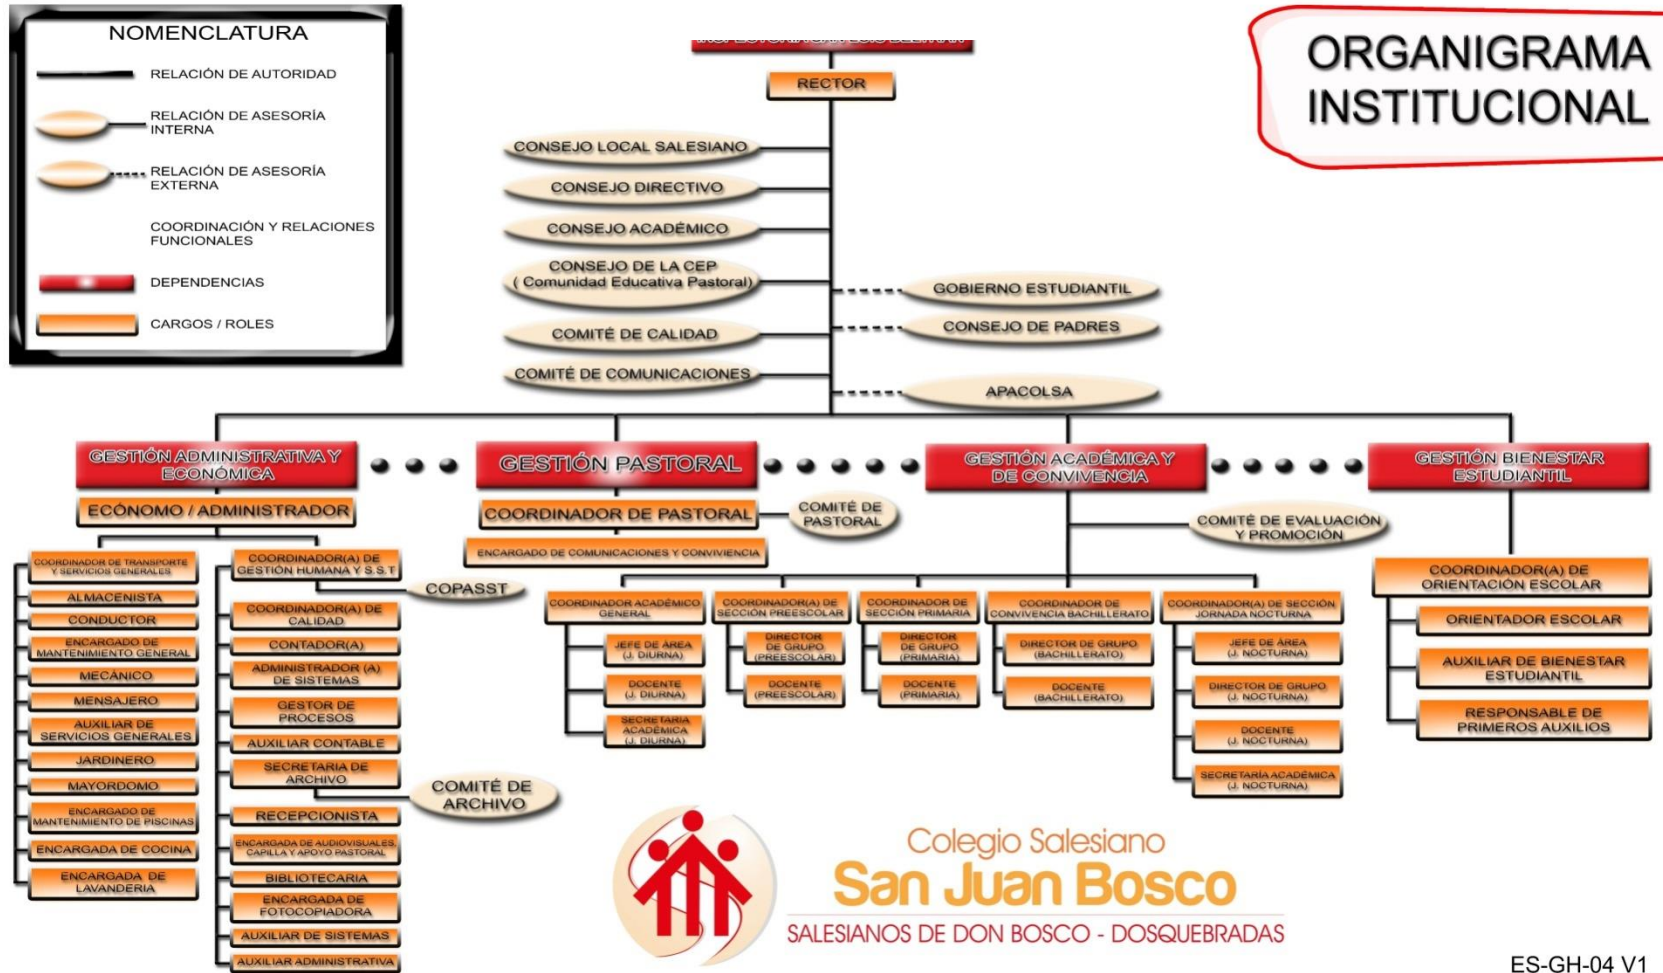 NOMENCLATURA
RELACIÓN DE AUTORIDAD
RELACIÓN DE ASESORÍA
INTERNA
RELACIÓN DE ASESORÍA
EXTERNA
COORDINACIÓN Y RELACIONES
FUNCIONALES
DEPENDENCIAS
CARGOS / ROLES
ORGANIGRAMA
INSTITUCIONAL
RECTOR
CONSEJO LOCAL SALESIANO
CONSEJO DIRECTIVO
CONSEJO ACADÉMICO
CONSEJO DE LA CEP
( Comunidad Educativa Pastoral)
COMITÉ DE CALIDAD
COMITÉ DE COMUNICACIONES
GOBIERNO ESTUDIANTIL
CONSEJO DE PADRES
APACOLSA
GESTIÓN ADMINISTRATIVA Y
ECONÓMICA
ECÓNOMO / ADMINISTRADOR
COORDINADOR DE TRANSPORTE
Y SERVICIOS GENERALES
ALMACENISTA
CONDUCTOR
ENCARGADO DE
MANTENIMIENTO GENERAL
MECÁNICO
MENSAJERO
AUXILIAR DE
SERVICIOS GENERALES
JARDINERO
MAYORDOMO
ENCARGADO DE
MANTENIMIENTO DE PISCINAS
ENCARGADA DE COCINA
ENCARGADA DE
LAVANDERIA
COORDINADOR(A) DE
GESTIÓN HUMANA Y S.S.T
COPASST
COORDINADOR(A) DE
CALIDAD
CONTADOR(A)
ADMINISTRADOR (A)
DE SISTEMAS
GESTOR DE
PROCESOS
AUXILIAR CONTABLE
SECRETARIA DE
ARCHIVO
COMITÉ DE
ARCHIVO
RECEPCIONISTA
ENCARGADA DE AUDIOVISUALES,
CAPILLA Y APOYO PASTORAL
BIBLIOTECARIA
ENCARGADA DE
FOTOCOPIADORA
AUXILIAR DE SISTEMAS
AUXILIAR ADMINISTRATIVA
GESTIÓN PASTORAL
COORDINADOR DE PASTORAL
COMITÉ DE
PASTORAL
ENCARGADO DE COMUNICACIONES Y CONVIVIENCIA
GESTIÓN ACADÉMICA Y
DE CONVIVENCIA
COMITÉ DE EVALUACIÓN
Y PROMOCIÓN
COORDINADOR ACADÉMICO
GENERAL
JEFE DE ÁREA
(J. DIURNA)
DOCENTE
(J. DIURNA)
SECRETARIA
ACADÉMICA
(J. DIURNA)
COORDINADOR(A) DE
SECCIÓN PREESCOLAR
DIRECTOR
DE GRUPO
(PREESCOLAR)
DOCENTE
(PREESCOLAR)
COORDINADOR DE
SECCIÓN PRIMARIA
DIRECTOR
DE GRUPO
(PRIMARIA)
DOCENTE
(PRIMARIA)
COORDINADOR DE
CONVIVENCIA BACHILLERATO
DIRECTOR DE GRUPO
(BACHILLERATO)
DOCENTE
(BACHILLERATO)
COORDINADOR(A) DE SECCIÓN
JORNADA NOCTURNA
JEFE DE ÁREA
(J. NOCTURNA)
DIRECTOR DE GRUPO
(J. NOCTURNA)
DOCENTE
(J. NOCTURNA)
SECRETARÍA ACADÉMICA
(J. NOCTURNA)
GESTIÓN BIENESTAR
ESTUDIANTIL
COORDINADOR(A) DE
ORIENTACIÓN ESCOLAR
ORIENTADOR ESCOLAR
AUXILIAR DE BIENESTAR
ESTUDIANTIL
RESPONSABLE DE
PRIMEROS AUXILIOS
Colegio Salesiano
San Juan Bosco
SALESIANOS DE DON BOSCO - DOSQUEBRADAS
ES-GH-04 V1